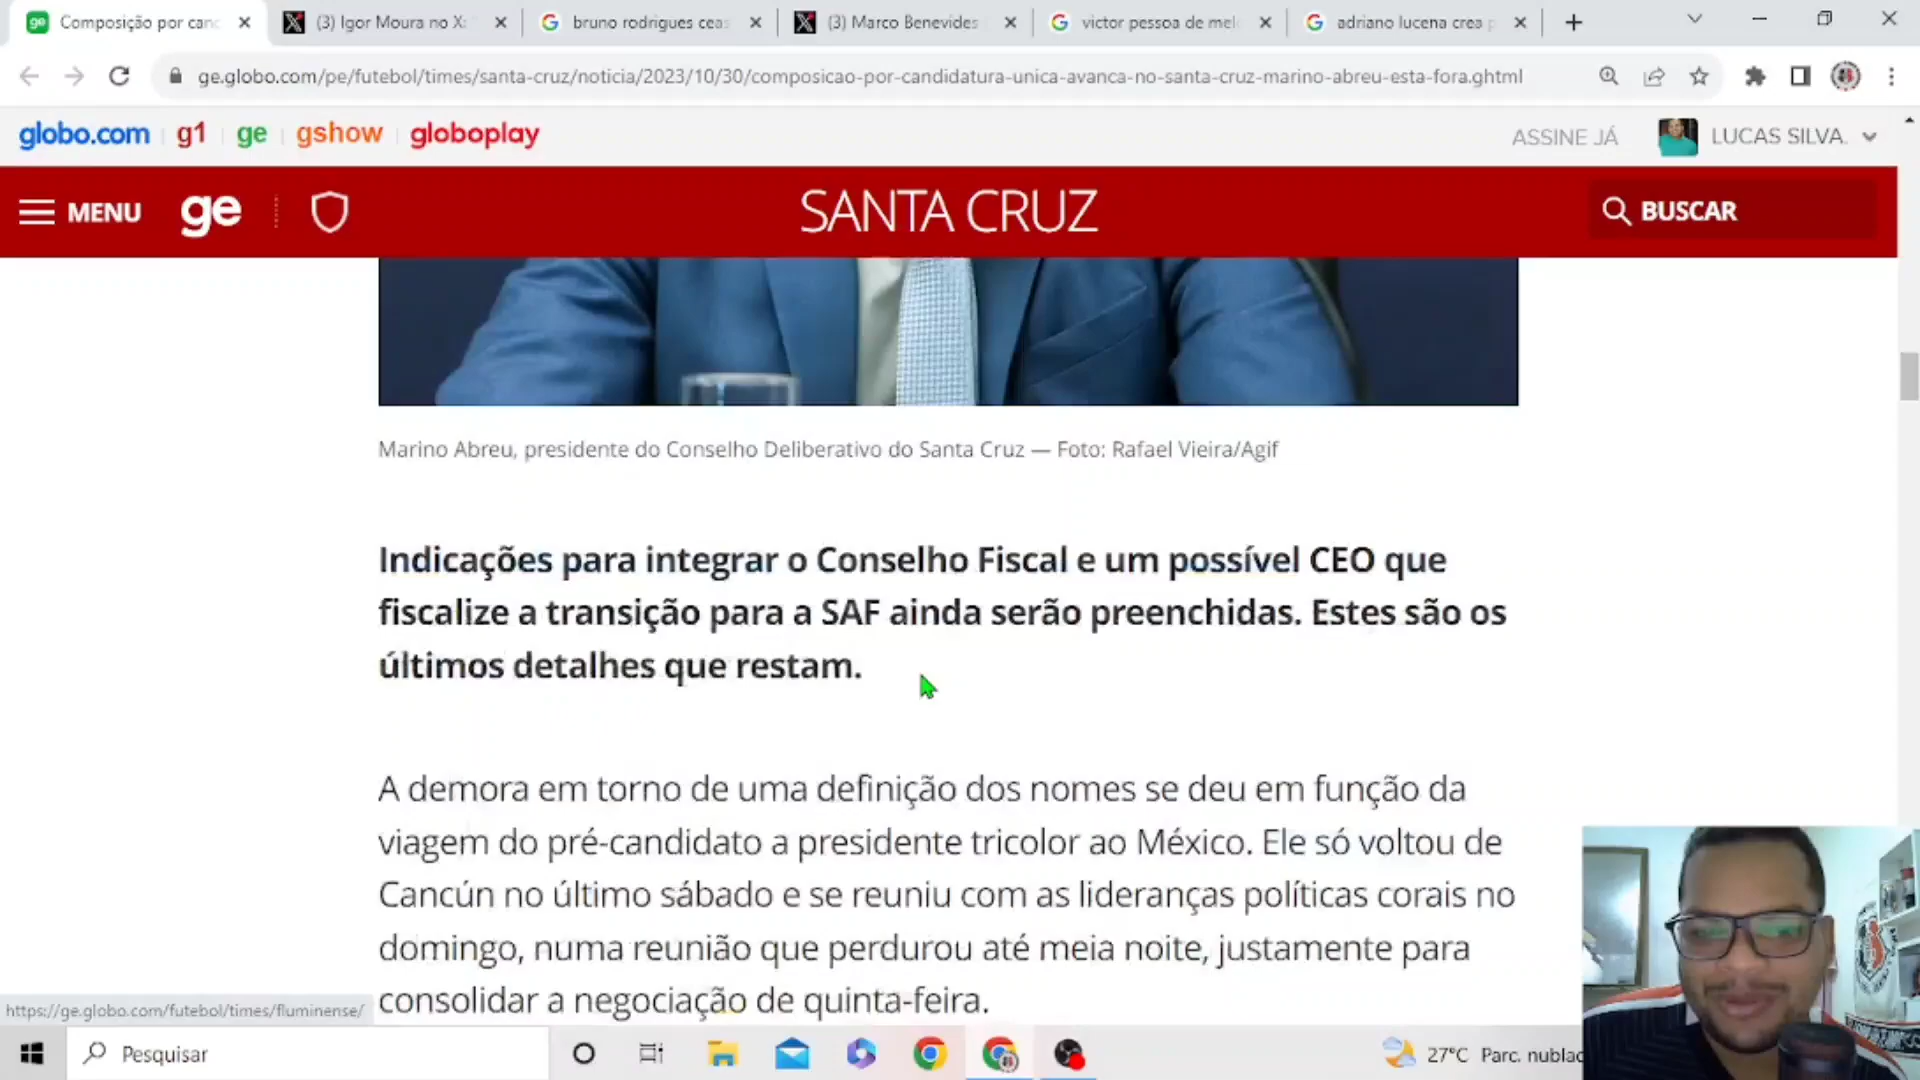 Composição por canc
(3) Igor Moura no X:
bruno rodrigues ceas
(3) Marco Benevides
victor pessoa de mel
adriano lucena crea p
ge.globo.com/pe/futebol/times/santa-cruz/noticia/2023/10/30/composicao-por-candidatura-unica-avanca-no-santa-cruz-marino-abreu-esta-fora.ghtml
globo.com g1 ge gshow globoplay
ASSINE JÁ LUCAS SILVA.
MENU ge SANTA CRUZ BUSCAR
Marino Abreu, presidente do Conselho Deliberativo do Santa Cruz — Foto: Rafael Vieira/Agif
Indicações para integrar o Conselho Fiscal e um possível CEO que
fiscalize a transição para a SAF ainda serão preenchidas. Estes são os
últimos detalhes que restam.
A demora em torno de uma definição dos nomes se deu em função da
viagem do pré-candidato a presidente tricolor ao México. Ele só voltou de
Cancún no último sábado e se reuniu com as lideranças políticas corais no
domingo, numa reunião que perdurou até meia noite, justamente para
consolidar a negociação de quinta-feira.
https://ge.globo.com/futebol/times/fluminense/
Pesquisar
27°C Parc. nublad